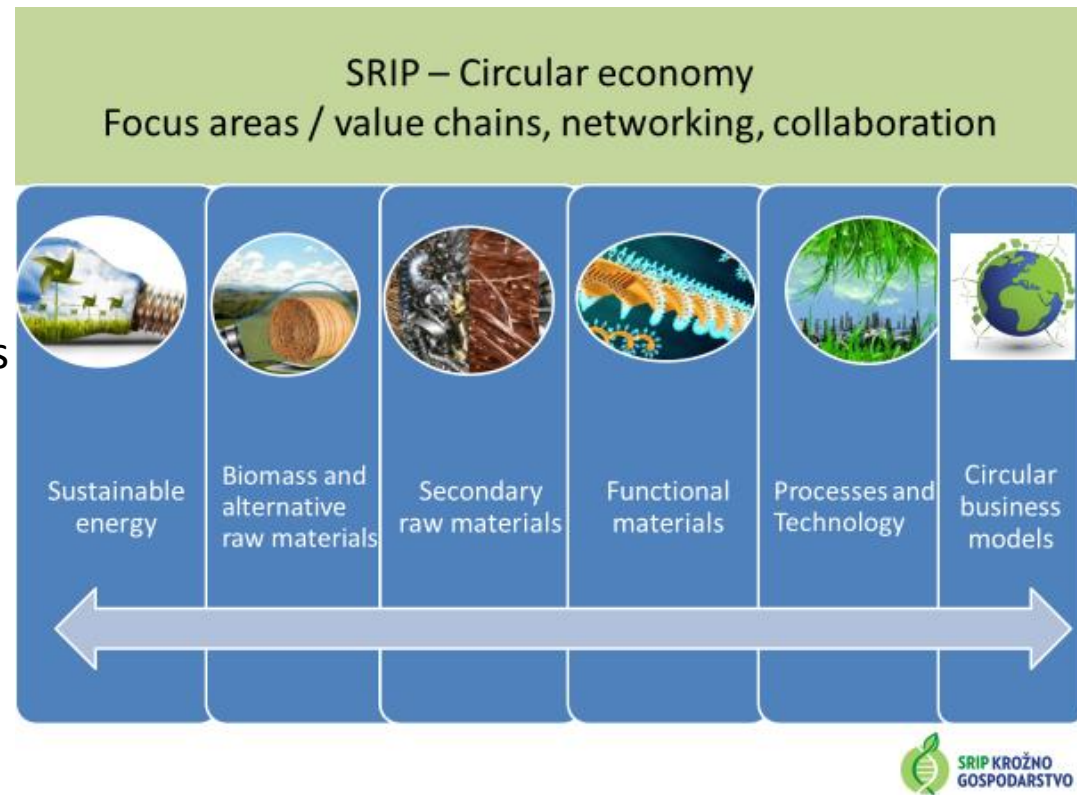 SRIP – Circular economy
Focus areas / value chains, networking, collaboration
s
Sustainable
energy
Biomass and
alternative
raw materials
Secondary
raw materials
Functional
materials
Processes and
Technology
Circular
business
models
SRIP KROŽNO
GOSPODARSTVO